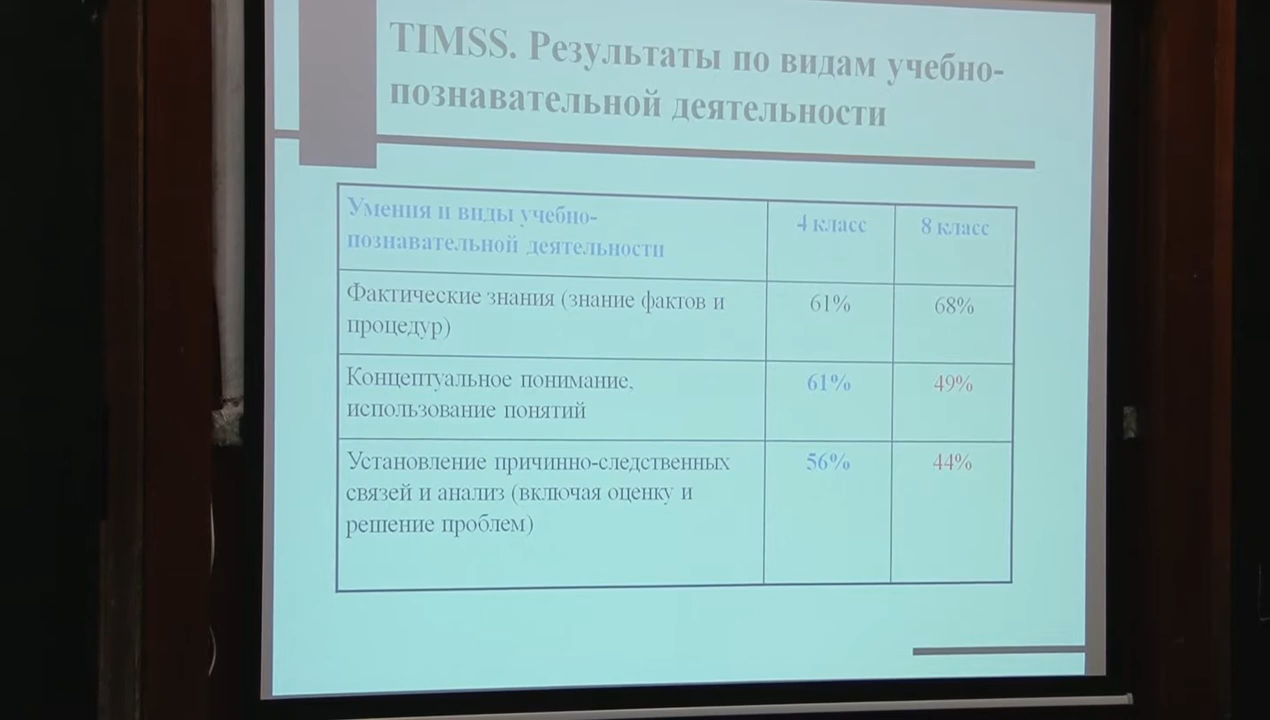 TIMSS. Результаты по видам учебно-
познавательной деятельности
Умения и виды учебно-
познавательной деятельности
4 класс
8 класс
Фактические знания (знание фактов и
процедур)
61%
68%
Концептуальное понимание,
использование понятий
61%
49%
Установление причинно-следственных
связей и анализ (включая оценку и
решение проблем)
56%
44%